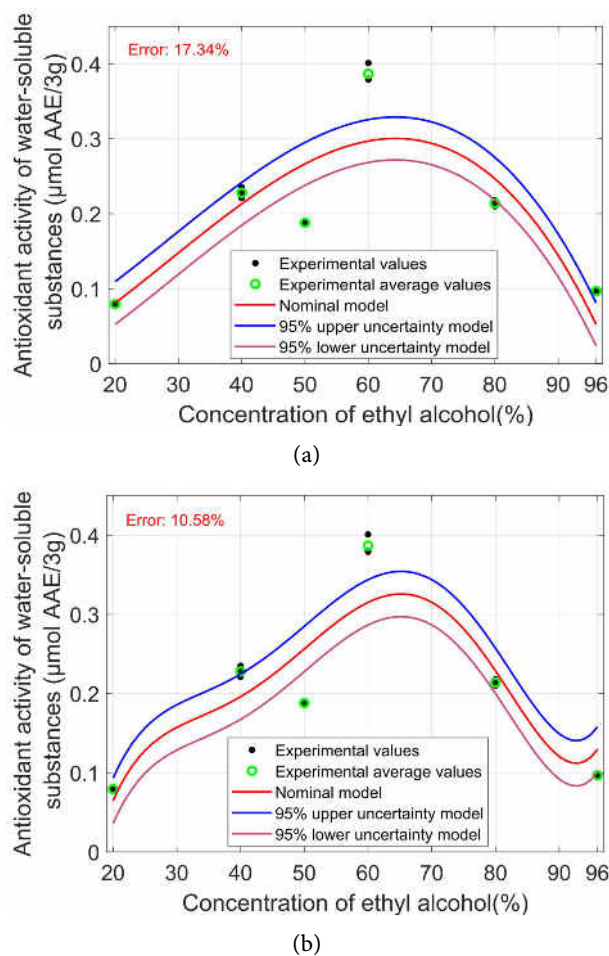 Error: 17.34%
0.4
0.3
0.2
0.1
0
Antioxidant activity of water-soluble
substances (μmol AAE/3g)
Experimental values
Experimental average values
Nominal model
95% upper uncertainty model
95% lower uncertainty model
20 30 40 50 60 70 80 90 96
Concentration of ethyl alcohol(%)
(a)
Error: 10.58%
0.4
0.3
0.2
0.1
0
Antioxidant activity of water-soluble
substances (μmol AAE/3g)
Experimental values
Experimental average values
Nominal model
95% upper uncertainty model
95% lower uncertainty model
20 30 40 50 60 70 80 90 96
Concentration of ethyl alcohol(%)
(b)